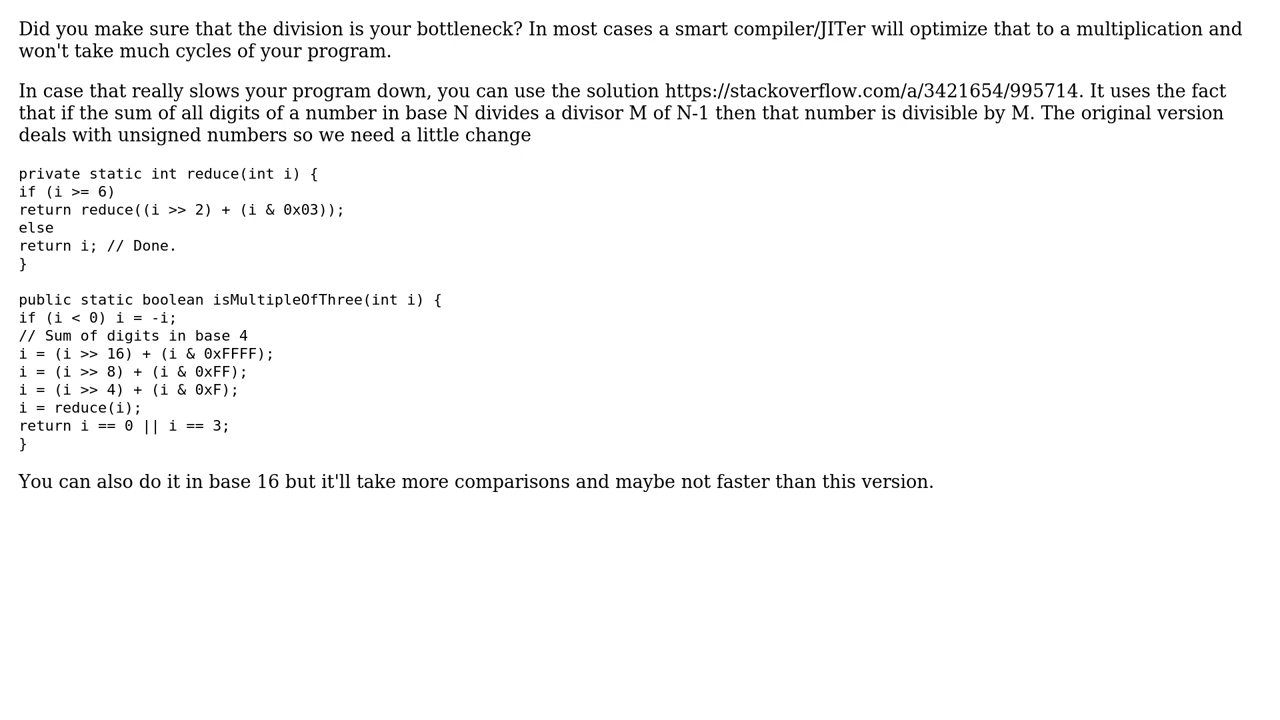 Did you make sure that the division is your bottleneck? In most cases a smart compiler/JITer will optimize that to a multiplication and
won't take much cycles of your program.
In case that really slows your program down, you can use the solution https://stackoverflow.com/a/3421654/995714. It uses the fact
that if the sum of all digits of a number in base N divides a divisor M of N-1 then that number is divisible by M. The original version
deals with unsigned numbers so we need a little change
private static int reduce(int i) {
if (i >= 6)
return reduce((i >> 2) + (i & 0x03));
else
return i; // Done.
}
public static boolean isMultipleOfThree(int i) {
if (i < 0) i = -i;
// Sum of digits in base 4
i = (i >> 16) + (i & 0xFFFF);
i = (i >> 8) + (i & 0xFF);
i = (i >> 4) + (i & 0xF);
i = reduce(i);
return i == 0 || i == 3;
}
You can also do it in base 16 but it'll take more comparisons and maybe not faster than this version.